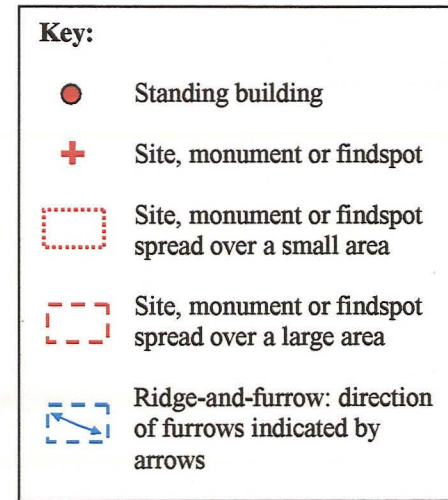 Key:
Standing building
Site, monument or findspot
Site, monument or findspot
spread over a small area
Site, monument or findspot
spread over a large area
Ridge-and-furrow: direction
of furrows indicated by
arrows